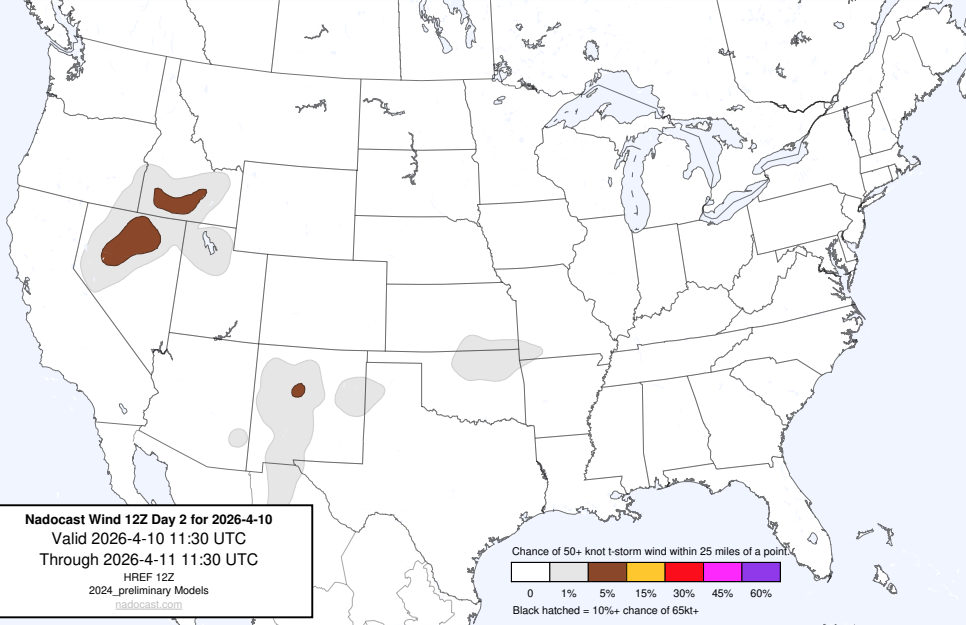 Nadocast Wind 12Z Day 2 for 2026-4-10
Valid 2026-4-10 11:30 UTC
Through 2026-4-11 11:30 UTC
HREF 12Z
2024_preliminary Models
nadocast.com
Chance of 50+ knot t-storm wind within 25 miles of a point.
0 1% 5% 15% 30% 45% 60%
Black hatched = 10%+ chance of 65kt+